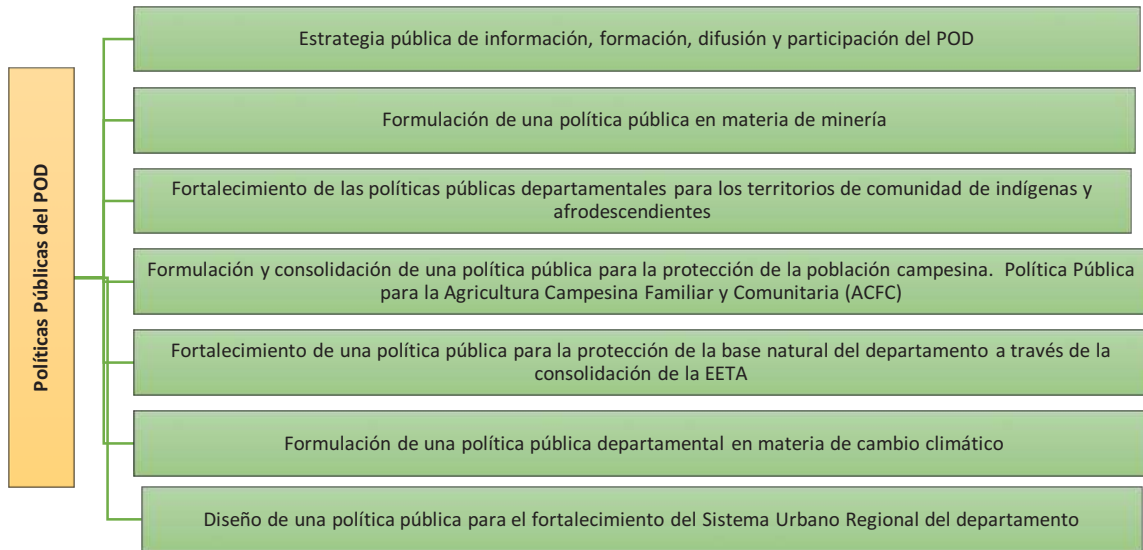 Políticas Públicas del POD
Estrategia pública de información, formación, difusión y participación del POD
Formulación de una política pública en materia de minería
Fortalecimiento de las políticas públicas departamentales para los territorios de comunidad de indígenas y
afrodescendientes
Formulación y consolidación de una política pública para la protección de la población campesina. Política Pública
para la Agricultura Campesina Familiar y Comunitaria (ACFC)
Fortalecimiento de una política pública para la protección de la base natural del departamento a través de la
consolidación de la EETA
Formulación de una política pública departamental en materia de cambio climático
Diseño de una política pública para el fortalecimiento del Sistema Urbano Regional del departamento